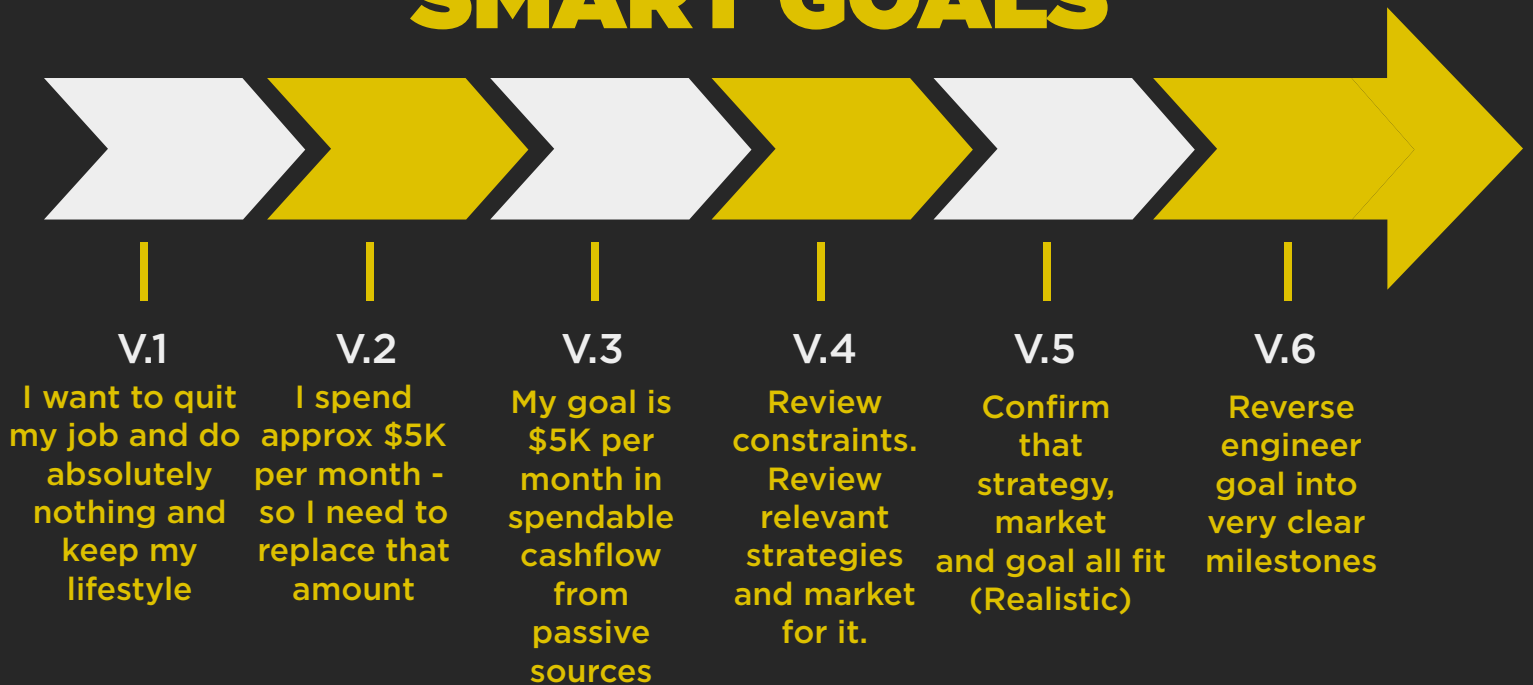 SMART GOALS
V.1
I want to quit
my job and do
absolutely
nothing and
keep my
lifestyle
V.2
I spend
approx $5K
per month -
so I need to
replace that
amount
V.3
My goal is
$5K per
month in
spendable
cashflow
from
passive
sources
V.4
Review
constraints.
Review
relevant
strategies
and market
for it.
V.5
Confirm
that
strategy,
market
and goal all fit
(Realistic)
V.6
Reverse
engineer
goal into
very clear
milestones